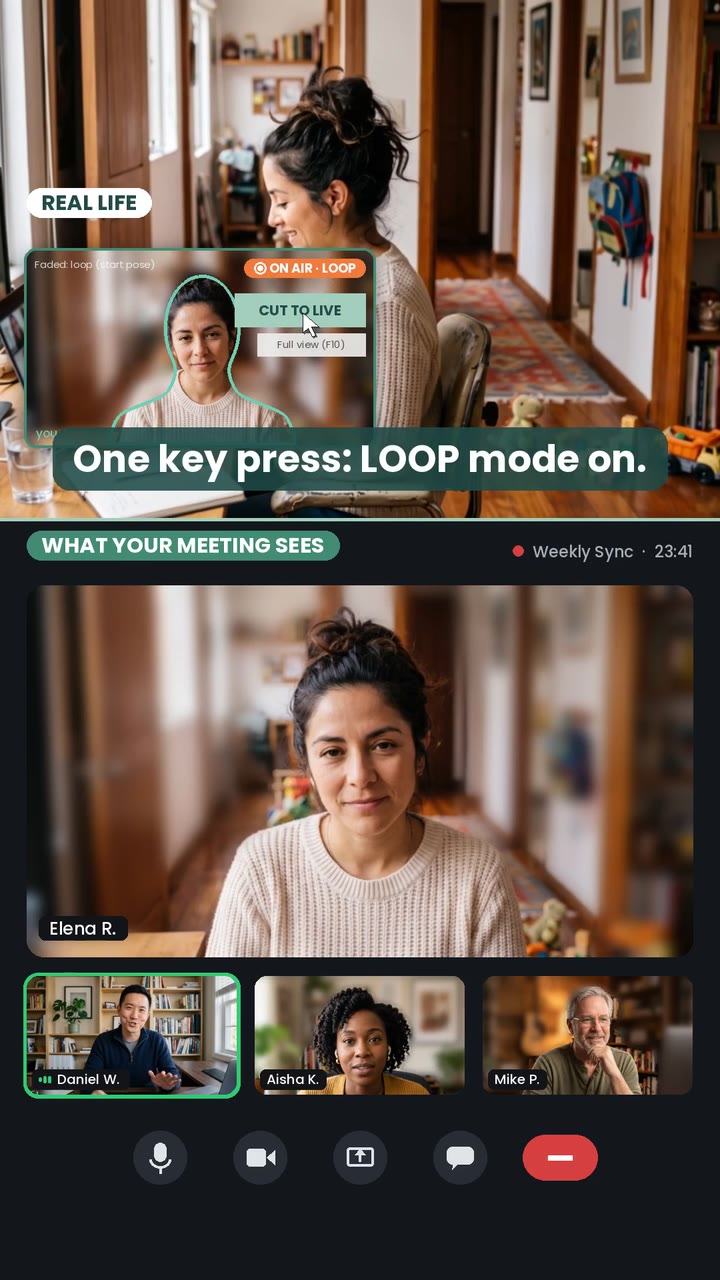 REAL LIFE
Faded: loop (start pose)
ON AIR · LOOP
CUT TO LIVE
Full view (F10)
you
One key press: LOOP mode on.
WHAT YOUR MEETING SEES
Weekly Sync · 23:41
Elena R.
Daniel W.
Aisha K.
Mike P.